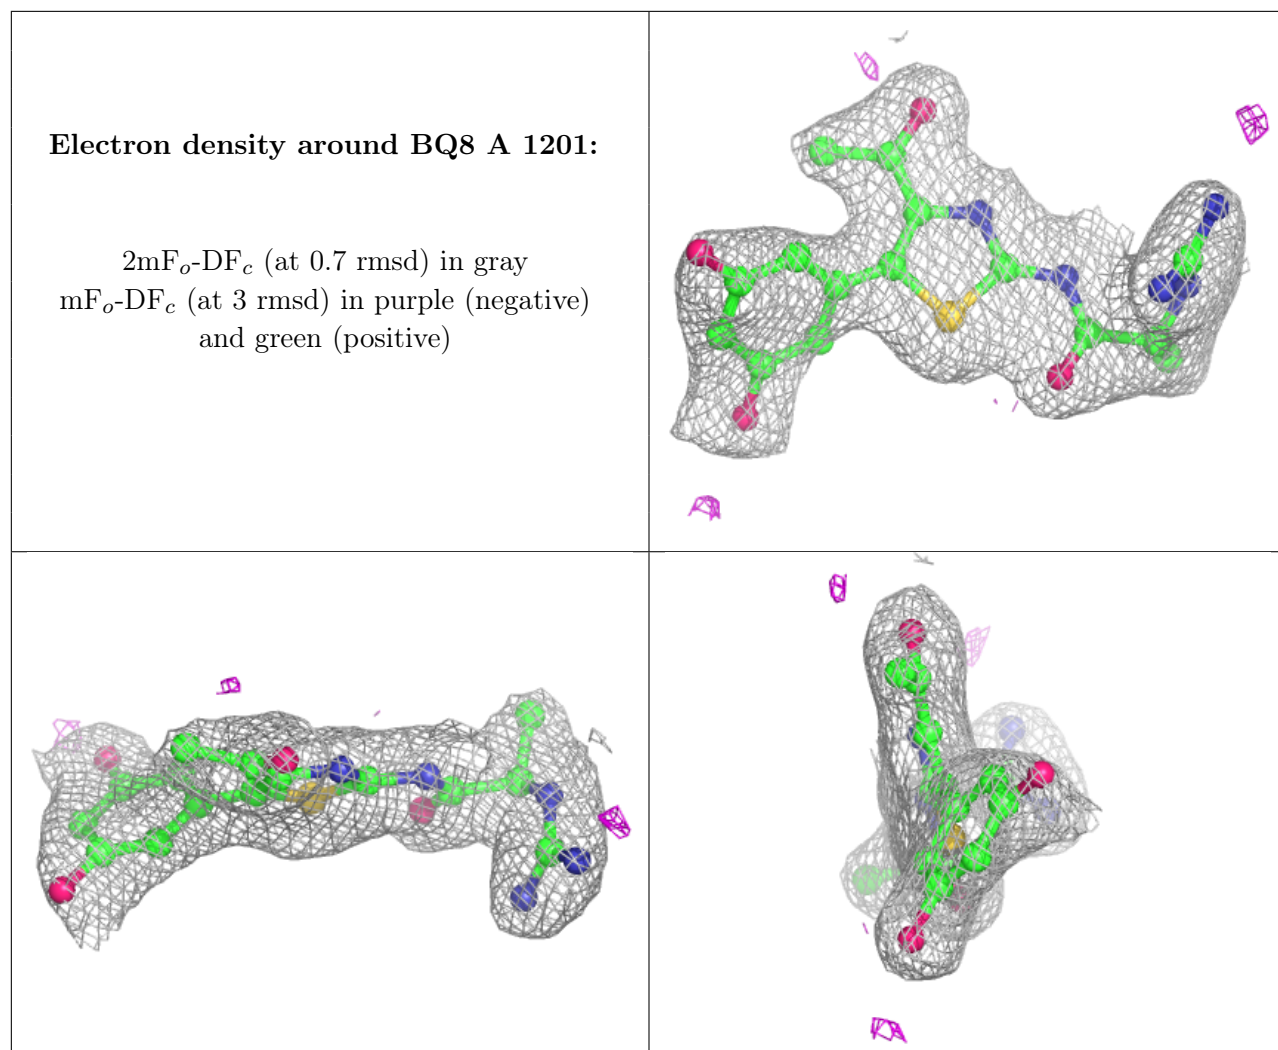 Electron density around BQ8 A 1201:
2mFₒ-DF𝒸 (at 0.7 rmsd) in gray
mFₒ-DF𝒸 (at 3 rmsd) in purple (negative)
and green (positive)